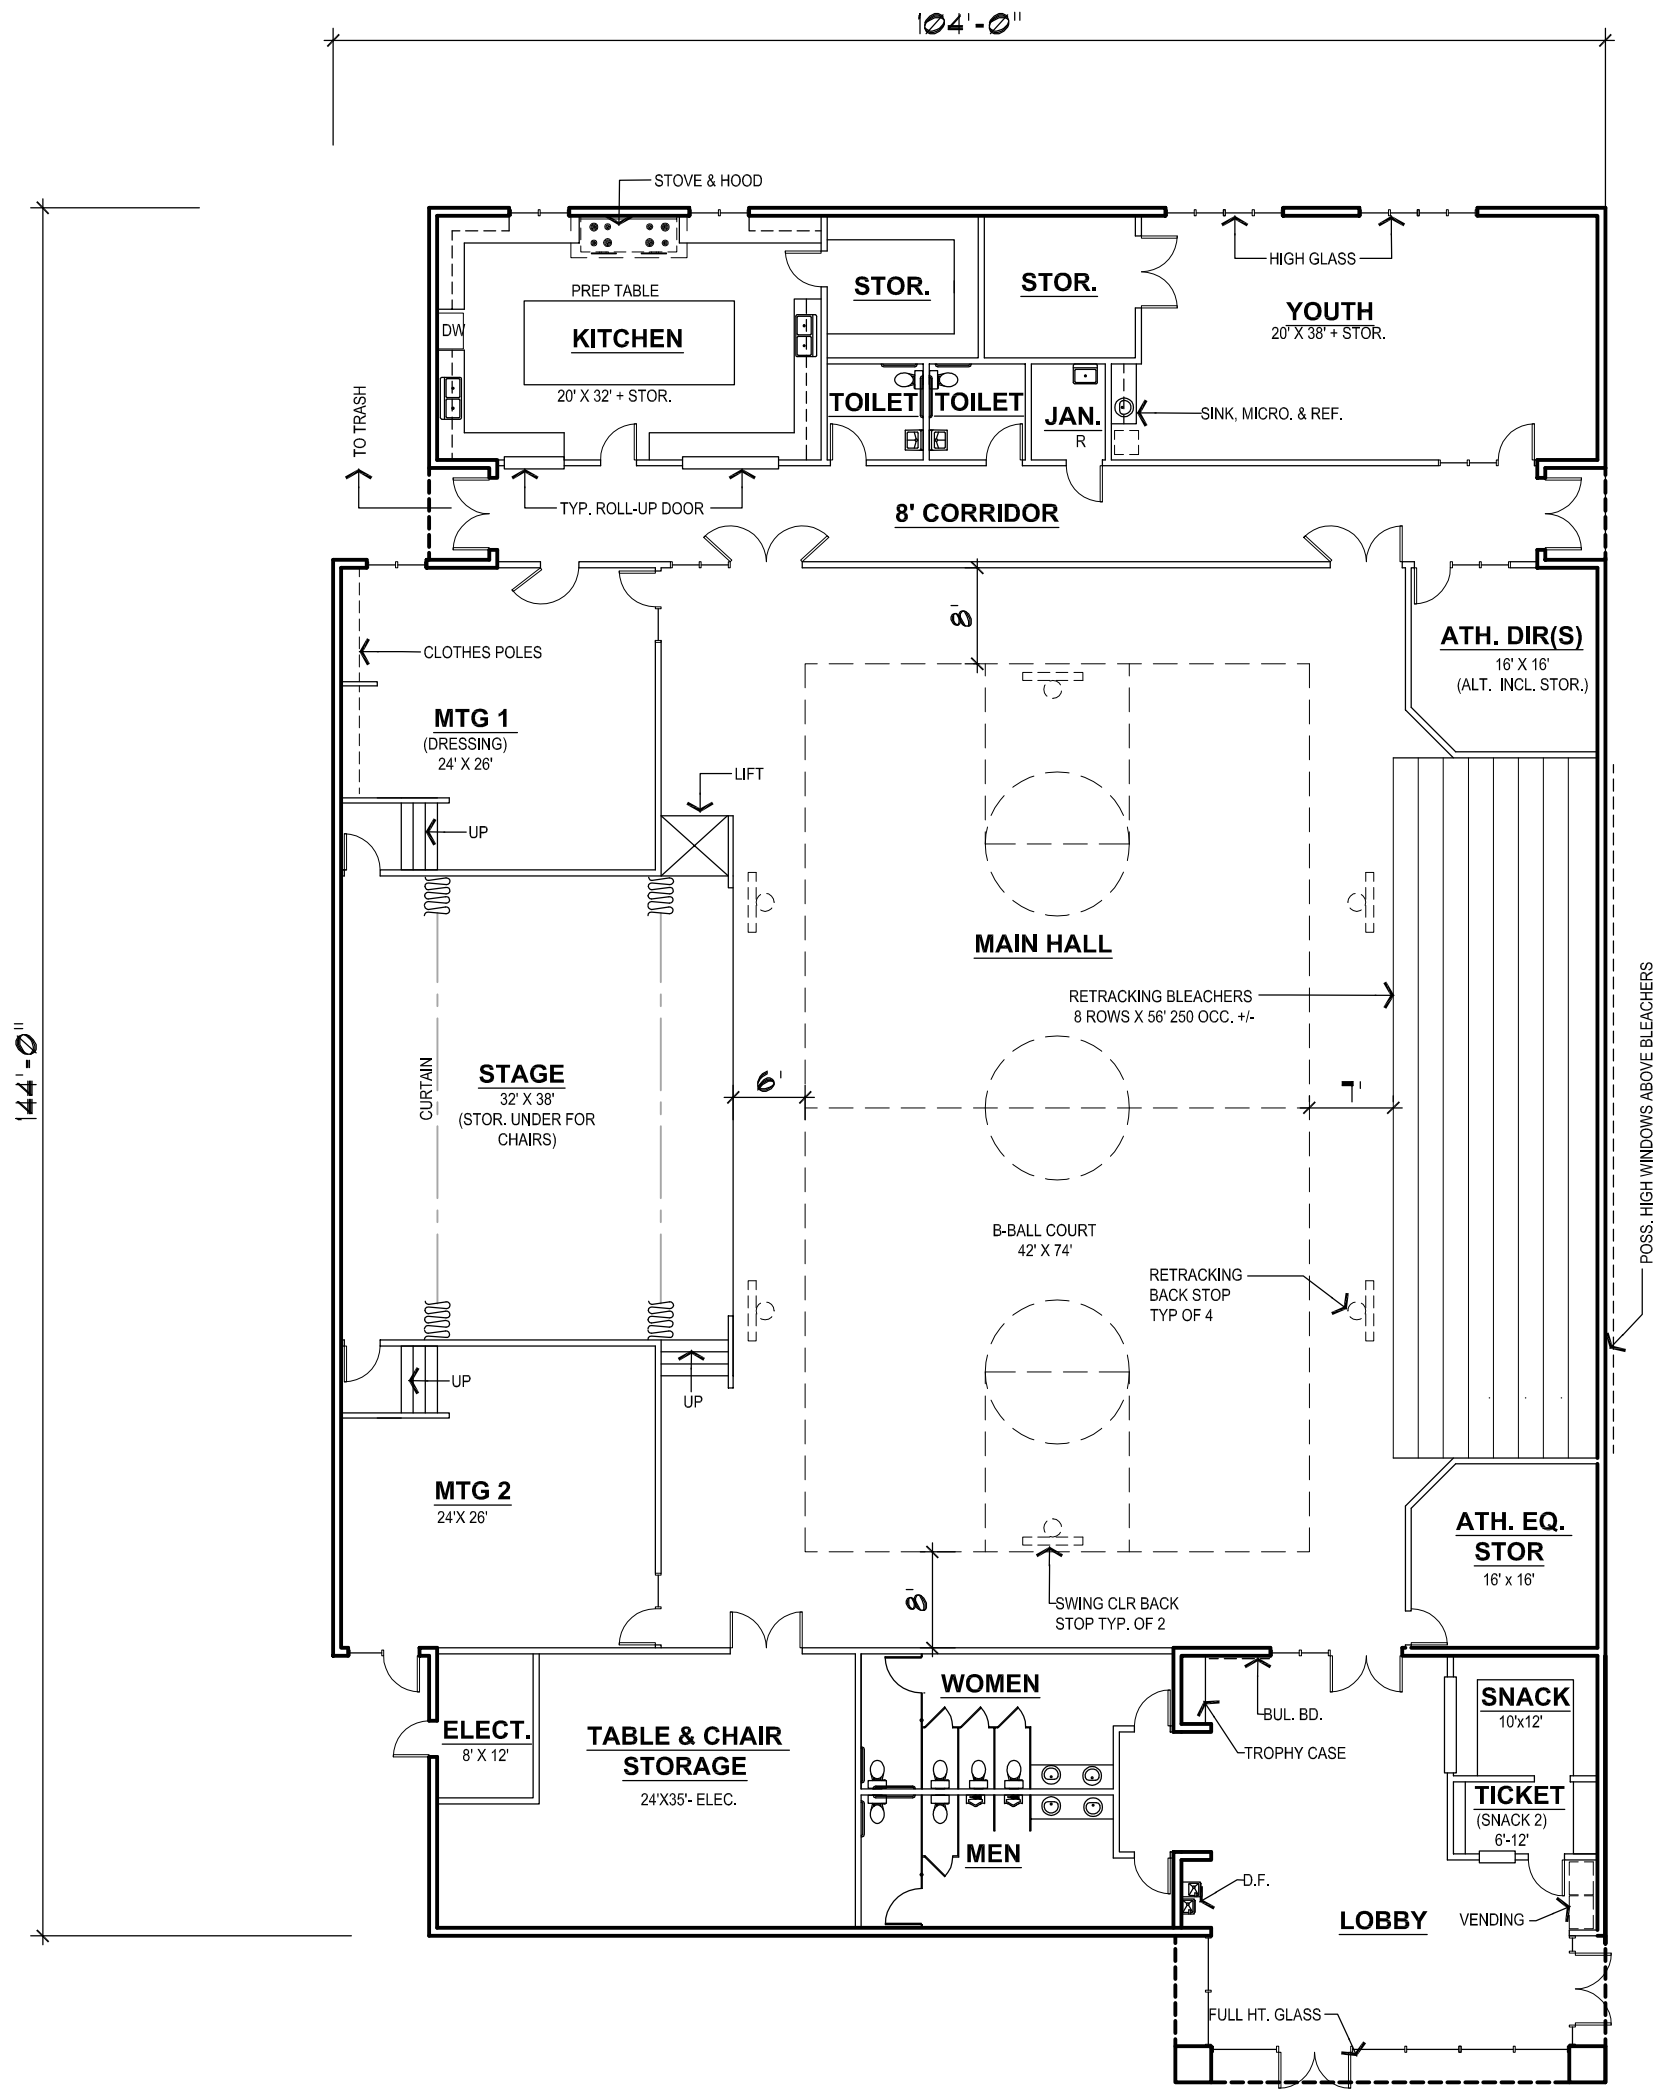 104'-0"
STOVE & HOOD
HIGH GLASS
STOR.
STOR.
YOUTH
20' X 38' + STOR.
PREP TABLE
KITCHEN
DW
20' X 32' + STOR.
TO TRASH
TOILET
TOILET
JAN.
R
SINK, MICRO. & REF.
TYP. ROLL-UP DOOR
8' CORRIDOR
8'
ATH. DIR(S)
16' X 16'
(ALT. INCL. STOR.)
CLOTHES POLES
MTG 1
(DRESSING)
24' X 26'
LIFT
UP
MAIN HALL
RETRACKING BLEACHERS
8 ROWS X 56' 250 OCC. +/-
POSS. HIGH WINDOWS ABOVE BLEACHERS
144'-0"
CURTAIN
STAGE
32' X 38'
(STOR. UNDER FOR
CHAIRS)
6'
7'
B-BALL COURT
42' X 74'
RETRACKING
BACK STOP
TYP OF 4
UP
UP
MTG 2
24'X 26'
ATH. EQ.
STOR
16' x 16'
8'
SWING CLR BACK
STOP TYP. OF 2
WOMEN
SNACK
10'x12'
BUL. BD.
ELECT.
8' X 12'
TABLE & CHAIR
STORAGE
24'X35'- ELEC.
TROPHY CASE
TICKET
(SNACK 2)
6'-12'
MEN
D.F.
LOBBY
VENDING
FULL HT. GLASS